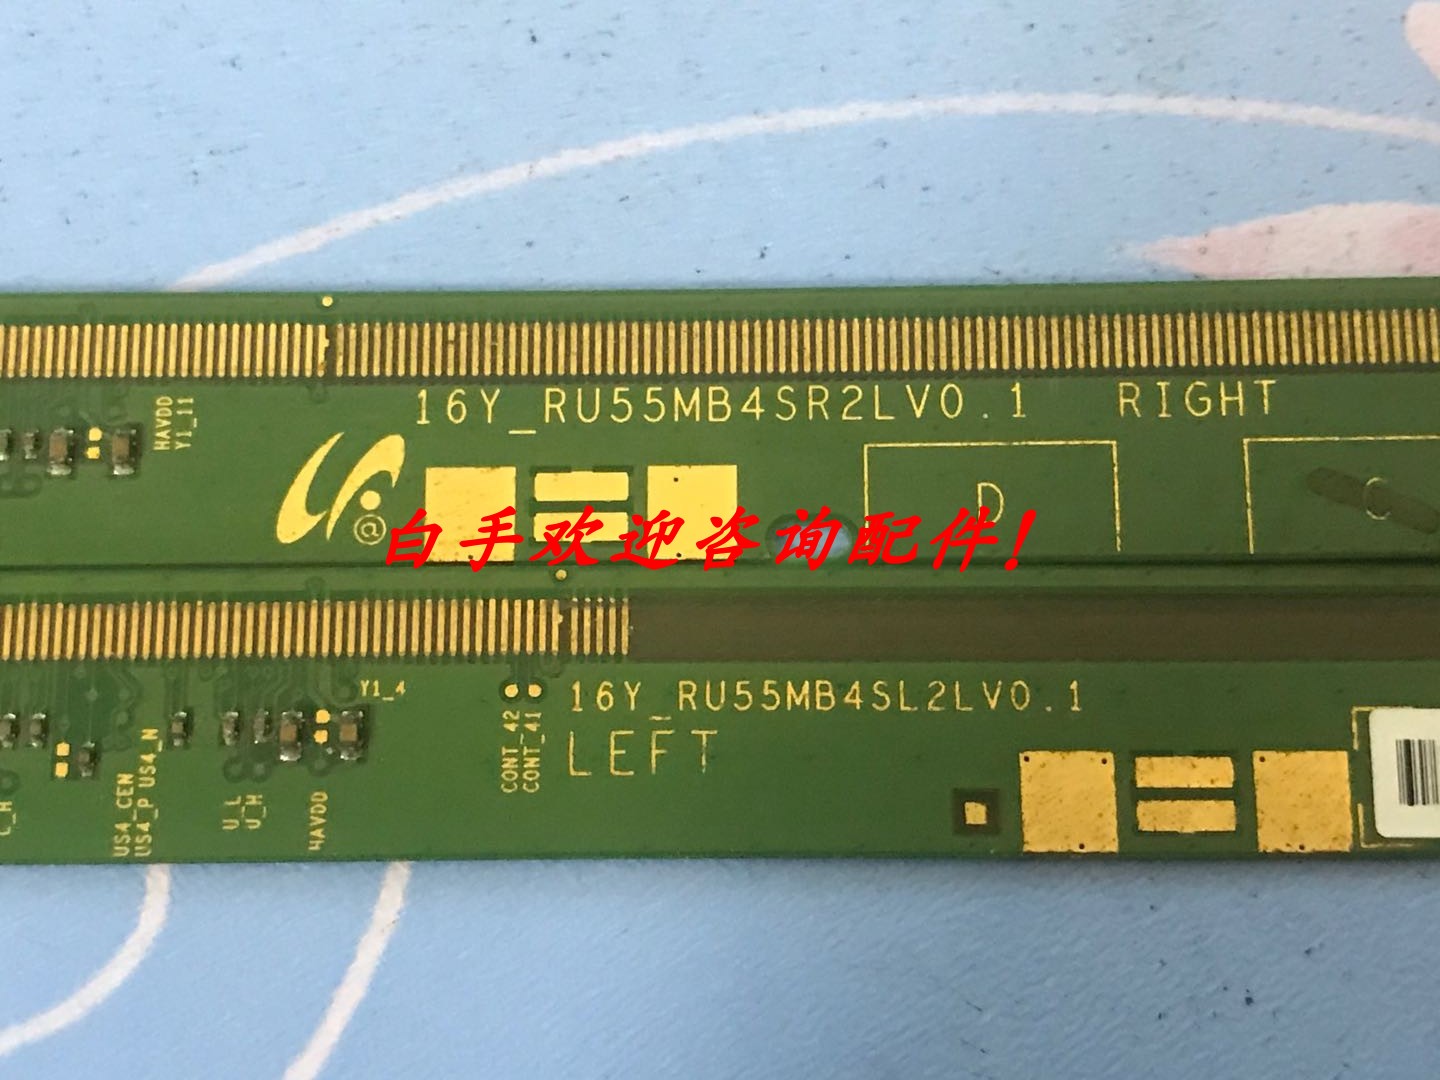 HAVDD
Y1_11
16Y_RU55MB4SR2LV0.1 RIGHT
D
C
©
白手欢迎咨询配件!
Y1_4
CONT_42
CONT_41
16Y_RU55MB4SL2LV0.1
LEFT
US4_CEN
US4_P US4_N
U_L
U_H
HAVDD